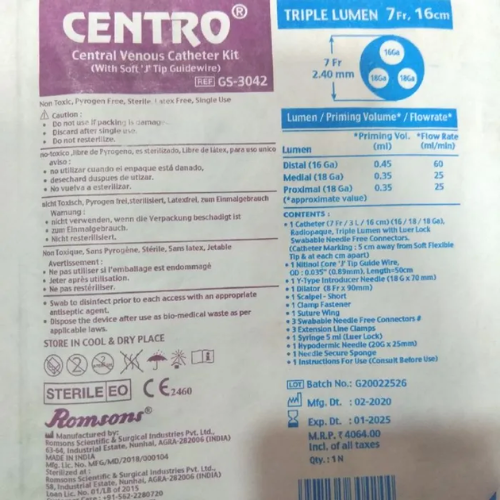 CENTRO®
Central Venous Catheter Kit
(With Soft 'J' Tip Guidewire)
REF GS-3042
Non Toxic, Pyrogen Free, Sterile, Latex Free, Single Use
Caution :
• Do not use if packing is damage.
• Discard after single use.
• Do not resterilize.
no-toxico ,libre de Pyrogeno, es sterilizado, Libre de látex, para uso unico
aviso :
• na utilizar cuando el empaque está danado.
• desechard duspues de utlizar.
• No vuelva a esterilizar.
nicht Toxisch, Pyrogen frei,sterilisiert, Latexfrei, zum Einmalgebrauch
Warnung :
• nicht verwenden, wenn die Verpackung beschadigt ist
• zum Einmalgebrauch.
• Nicht resterilisiert.
Non Toxique, Sans Pyrogène, Stérile, Sans latex, Jetable
Avertissement :
• Ne pas utiliser si l'emballage est endommagé
• Jeter après utilisation.
• Ne pas restériliser.
• Swab to disinfect prior to each access with an appropriate
antiseptic agent.
• Dispose the device after use as bio-medical waste as per
applicable laws.
STORE IN COOL & DRY PLACE
STERILE EO CE 2460
Romsons®
Manufactured by:
Romsons Scientific & Surgical Industries Pvt. Ltd.,
63-64, Industrial Estate, Nunhai, AGRA-282006 (INDIA)
MADE IN INDIA
Mfg. Lic. No. MFG/MD/2018/000104
Sterilized at :
Romsons Scientific & Surgical Industries Pvt. Ltd.,
Industrial Estate, Nunhai, AGRA-282006 (INDIA)
Loan Lic. No. 01/LB of 2015
+91-562-2280720
TRIPLE LUMEN 7Fr, 16cm
7 Fr
2.40 mm
16Ga
18Ga 18Ga
Lumen / Priming Volume* / Flowrate*
Lumen *Priming Vol. (ml) *Flow Rate (ml/min)
Distal (16 Ga) 0.45 60
Medial (18 Ga) 0.35 25
Proximal (18 Ga) 0.35 25
(*approximate value)
CONTENTS :
• 1 Catheter (7 Fr / 3 L / 16 cm) (16 / 18 / 18 Ga),
Radiopaque, Triple Lumen with Luer Lock
Swabable Needle Free Connectors.
(Catheter Marking : 5 cm away from Soft Flexible
Tip & at each cm apart)
• 1 Nitinol Core 'J' Tip Guide Wire,
OD : 0.035" (0.89mm), Length=50cm
• 1 Y-Type Introducer Needle (18 G x 70 mm)
• 1 Dilator (8 Fr x 90mm)
• 1 Scalpel - Short
• 1 Clamp Fastener
• 1 Suture Wing
• 3 Swabable Needle Free Connectors #
• 3 Extension Line Clamps
• 1 Syringe 5 ml (Luer Lock)
• 1 Hypodermic Needle (20G x 25mm)
• 1 Needle Secure Sponge
• 1 Instructions For Use (Consult Before Use)
LOT Batch No.: G20022526
Mfg. Dt. : 02-2020
Exp. Dt. : 01-2025
M.R.P. ₹ 4064.00
Incl. of all taxes
Qty. : 1 N